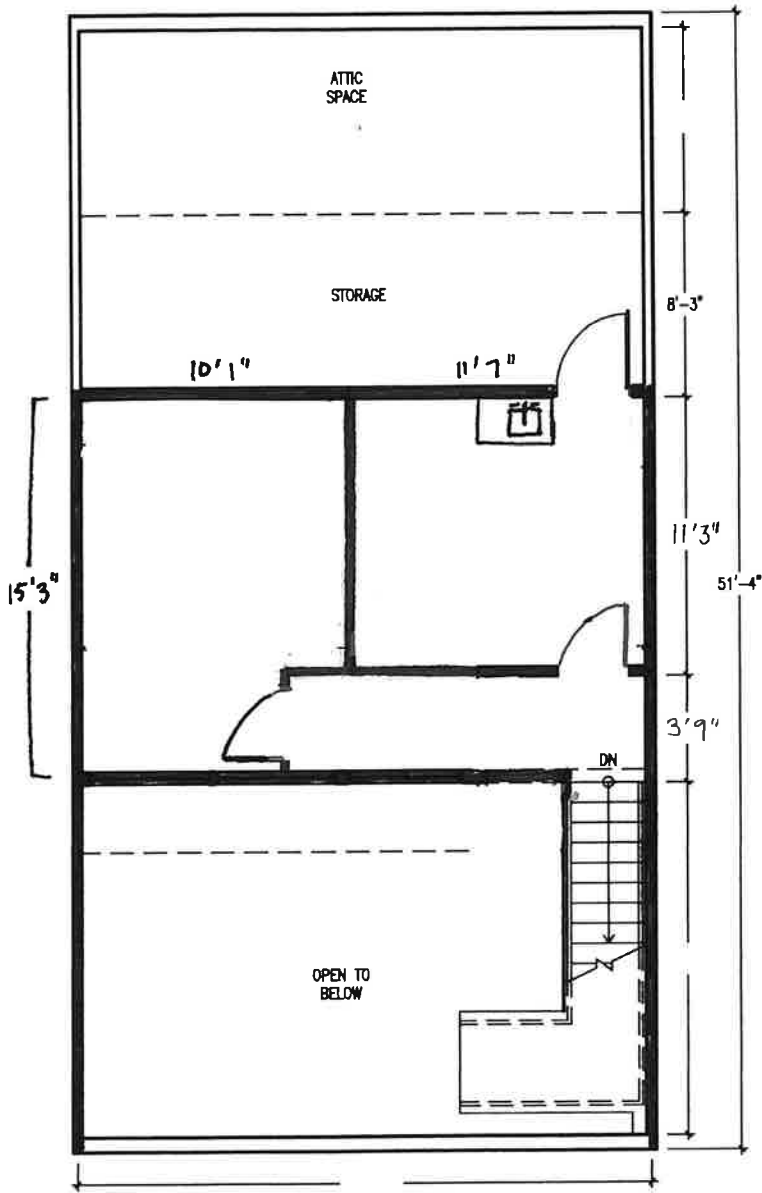 ATTIC
SPACE
STORAGE
8'-3"
10'1"
11'7"
11'3"
15'3"
51'-4"
3'9"
DN
OPEN TO
BELOW